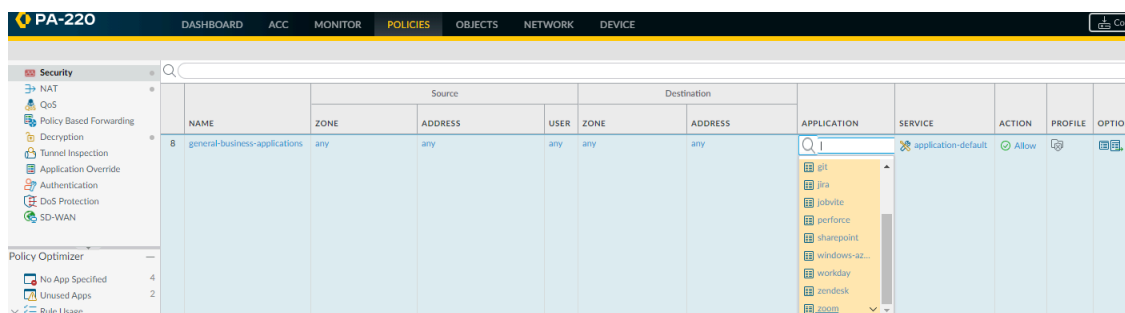 PA-220
DASHBOARD ACC MONITOR POLICIES OBJECTS NETWORK DEVICE Co
Security
NAT
QoS
Policy Based Forwarding
Decryption
Tunnel Inspection
Application Override
Authentication
DoS Protection
SD-WAN
Policy Optimizer
No App Specified 4
Unused Apps 2
Rule Usage
Source Destination
NAME ZONE ADDRESS USER ZONE ADDRESS APPLICATION SERVICE ACTION PROFILE OPTIO
8 general-business-applications any any any any any application-default Allow
git
jira
jobvite
perforce
sharepoint
windows-az...
workday
zendesk
zoom